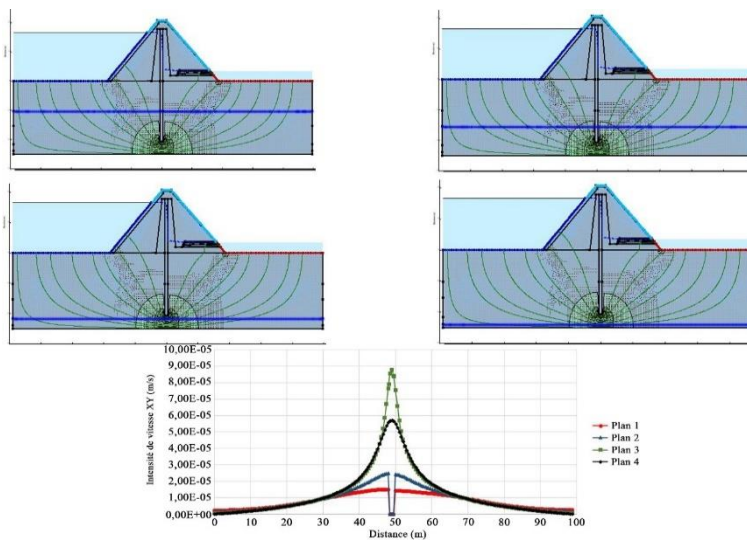 10,00E-05
9,00E-05
8,00E-05
7,00E-05
6,00E-05
5,00E-05
4,00E-05
3,00E-05
2,00E-05
1,00E-05
0,00E+00
Intensité de vitesse XY (m/s)
0 10 20 30 40 50 60 70 80 90 100
Distance (m)
Plan 1
Plan 2
Plan 3
Plan 4